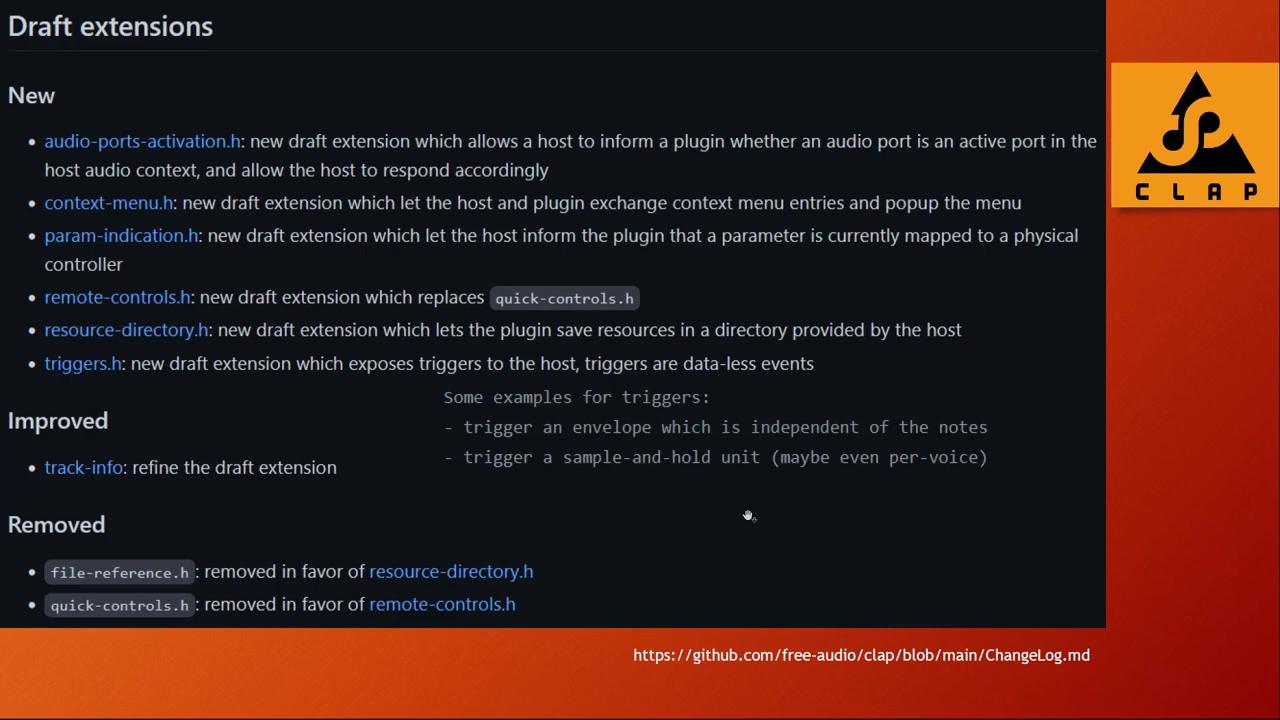 Draft extensions
New
• audio-ports-activation.h: new draft extension which allows a host to inform a plugin whether an audio port is an active port in the
host audio context, and allow the host to respond accordingly
• context-menu.h: new draft extension which let the host and plugin exchange context menu entries and popup the menu
• param-indication.h: new draft extension which let the host inform the plugin that a parameter is currently mapped to a physical
controller
• remote-controls.h: new draft extension which replaces quick-controls.h
• resource-directory.h: new draft extension which lets the plugin save resources in a directory provided by the host
• triggers.h: new draft extension which exposes triggers to the host, triggers are data-less events
Some examples for triggers:
- trigger an envelope which is independent of the notes
- trigger a sample-and-hold unit (maybe even per-voice)
Improved
• track-info: refine the draft extension
Removed
• file-reference.h: removed in favor of resource-directory.h
• quick-controls.h: removed in favor of remote-controls.h
CLAP
https://github.com/free-audio/clap/blob/main/ChangeLog.md